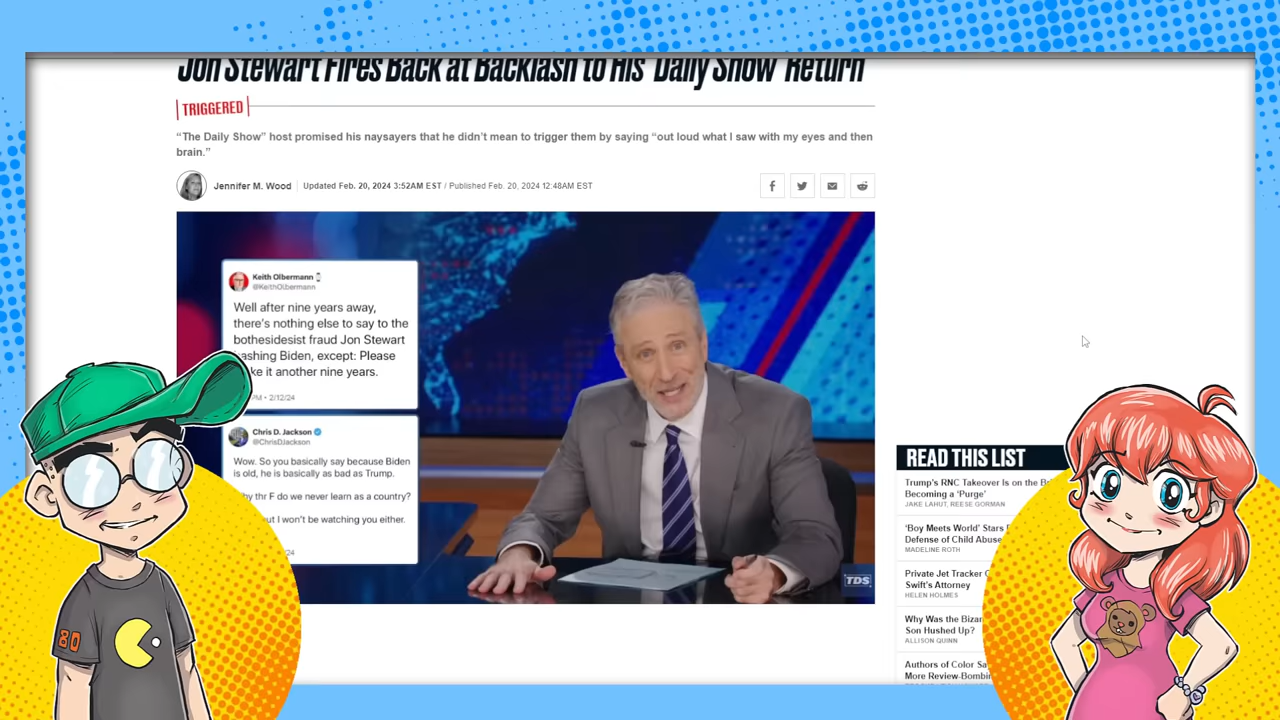 Jon Stewart Fires Back at Backlash to His 'Daily Show' Return
TRIGGERED
“The Daily Show” host promised his naysayers that he didn’t mean to trigger them by saying “out loud what I saw with my eyes and then
brain.”
Jennifer M. Wood
Updated Feb. 20, 2024 3:52AM EST / Published Feb. 20, 2024 12:48AM EST
Keith Olbermann
@KeithOlbermann
Well after nine years away,
there's nothing else to say to the
bothesidesist fraud Jon Stewart
ashing Biden, except: Please
ke it another nine years.
PM • 2/12/24
Chris D. Jackson
@ChrisDJackson
Wow. So you basically say because Biden
is old, he is basically as bad as Trump.
hy thr F do we never learn as a country?
ut I won't be watching you either.
24
TDS
READ THIS LIST
Trump’s RNC Takeover Is on the
Becoming a ‘Purge’
JAKE LAHUT, REESE GORMAN
‘Boy Meets World’ Stars
Defense of Child Abuse
MADELINE ROTH
Private Jet Tracker
Swift’s Attorney
HELEN HOLMES
Why Was the
Son Hushed Up?
ALLISON QUINN
Authors of Color
More
80